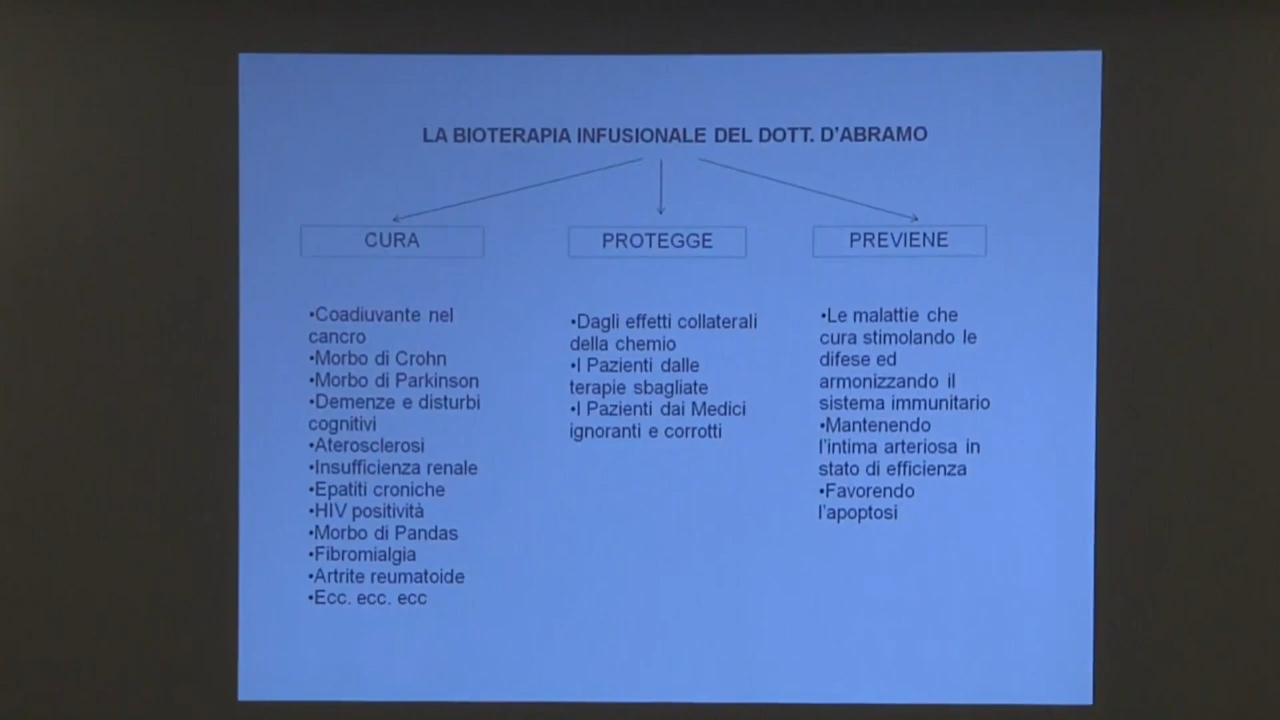 LA BIOTERAPIA INFUSIONALE DEL DOTT. D'ABRAMO
CURA
•Coadiuvante nel
cancro
•Morbo di Crohn
•Morbo di Parkinson
•Demenze e disturbi
cognitivi
•Aterosclerosi
•Insufficienza renale
•Epatiti croniche
•HIV positività
•Morbo di Pandas
•Fibromialgia
•Artrite reumatoide
•Ecc. ecc. ecc
PROTEGGE
•Dagli effetti collaterali
della chemio
•I Pazienti dalle
terapie sbagliate
•I Pazienti dai Medici
ignoranti e corrotti
PREVIENE
•Le malattie che
cura stimolando le
difese ed
armonizzando il
sistema immunitario
•Mantenendo
l'intima arteriosa in
stato di efficienza
•Favorendo
l'apoptosi